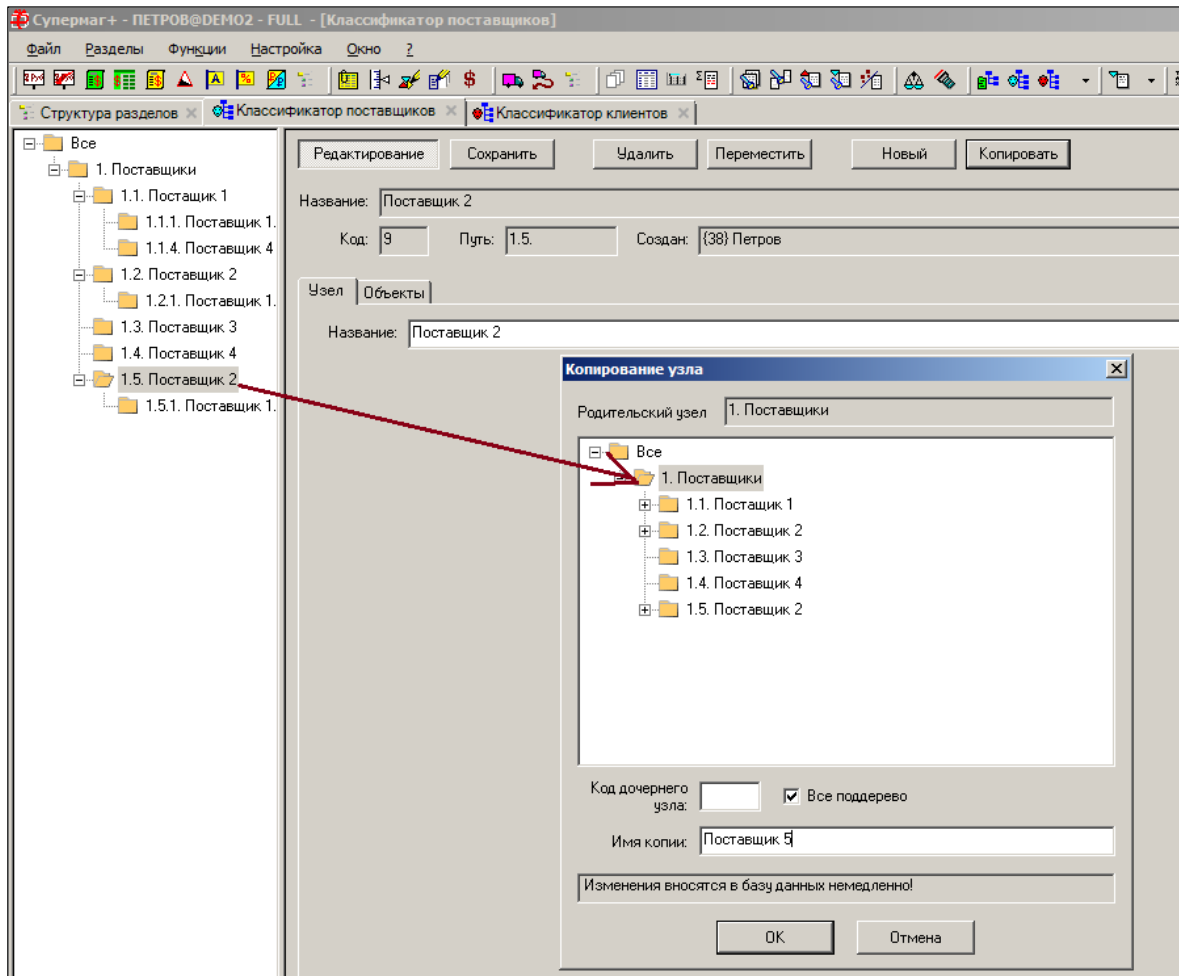 Супермаг+ - ПЕТРОВ@DEMO2 - FULL - [Классификатор поставщиков]
Файл Разделы Функции Настройка Окно ?
Структура разделов Классификатор поставщиков Классификатор клиентов
Все
1. Поставщики
1.1. Постащик 1
1.1.1. Поставщик 1.
1.1.4. Поставщик 4
1.2. Поставщик 2
1.2.1. Поставщик 1.
1.3. Поставщик 3
1.4. Поставщик 4
1.5. Поставщик 2
1.5.1. Поставщик 1.
Редактирование Сохранить Удалить Переместить Новый Копировать
Название: Поставщик 2
Код: 9 Путь: 1.5. Создан: {38} Петров
Узел Объекты
Название: Поставщик 2
Копирование узла
Родительский узел 1. Поставщики
Все
1. Поставщики
1.1. Постащик 1
1.2. Поставщик 2
1.3. Поставщик 3
1.4. Поставщик 4
1.5. Поставщик 2
Код дочернего
узла: Все поддерево
Имя копии: Поставщик 5
Изменения вносятся в базу данных немедленно!
OK Отмена